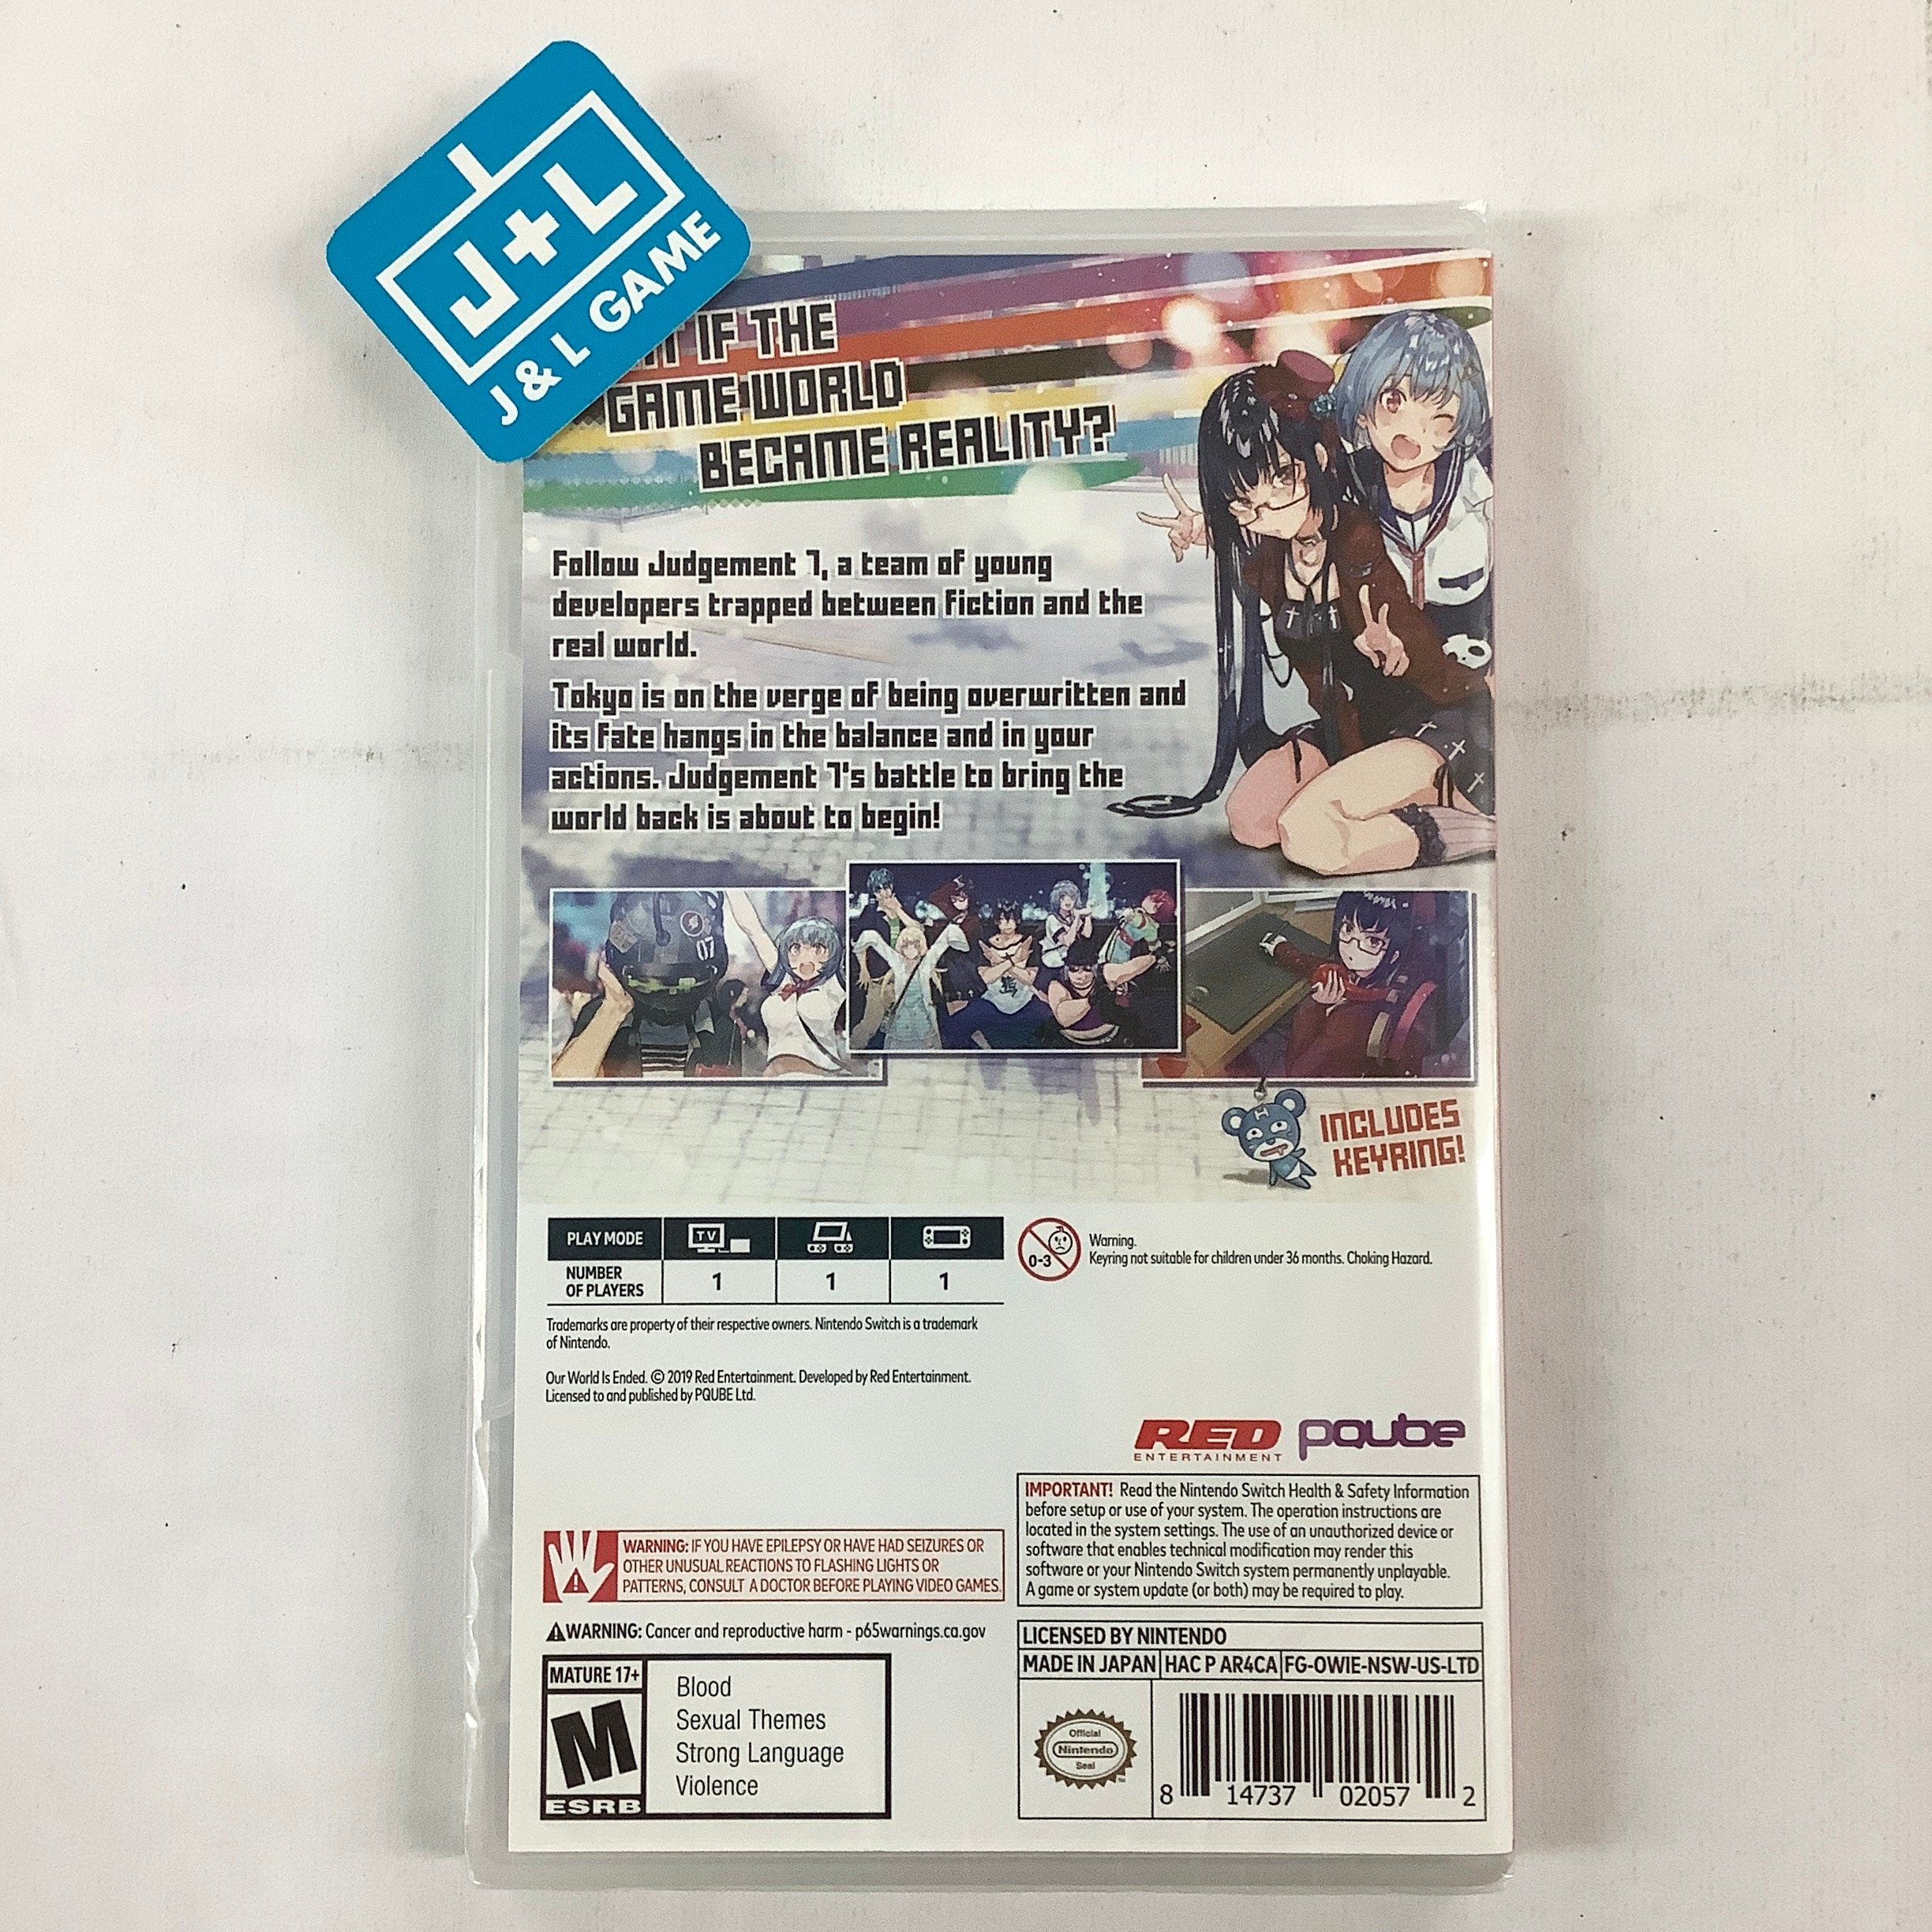 J+L
J & L GAME
IF THE
GAME WORLD
BECAME REALITY?
Follow Judgement 7, a team of young
developers trapped between fiction and the
real world.
Tokyo is on the verge of being overwritten and
its fate hangs in the balance and in your
actions. Judgement 7's battle to bring the
world back is about to begin!
07
INCLUDES
KEYRING!
PLAY MODE
TV
NUMBER
OF PLAYERS
1 1 1
0-3
Warning.
Keyring not suitable for children under 36 months. Choking Hazard.
Trademarks are property of their respective owners. Nintendo Switch is a trademark
of Nintendo.
Our World Is Ended. © 2019 Red Entertainment. Developed by Red Entertainment.
Licensed to and published by PQUBE Ltd.
RED
ENTERTAINMENT
pqube
IMPORTANT! Read the Nintendo Switch Health & Safety Information
before setup or use of your system. The operation instructions are
located in the system settings. The use of an unauthorized device or
software that enables technical modification may render this
software or your Nintendo Switch system permanently unplayable.
A game or system update (or both) may be required to play.
WARNING: IF YOU HAVE EPILEPSY OR HAVE HAD SEIZURES OR
OTHER UNUSUAL REACTIONS TO FLASHING LIGHTS OR
PATTERNS, CONSULT A DOCTOR BEFORE PLAYING VIDEO GAMES.
WARNING: Cancer and reproductive harm - p65warnings.ca.gov
MATURE 17+
M
ESRB
Blood
Sexual Themes
Strong Language
Violence
LICENSED BY NINTENDO
MADE IN JAPAN HAC P AR4CA FG-OWIE-NSW-US-LTD
Official
Nintendo
Seal
TM
8 14737 02057 2